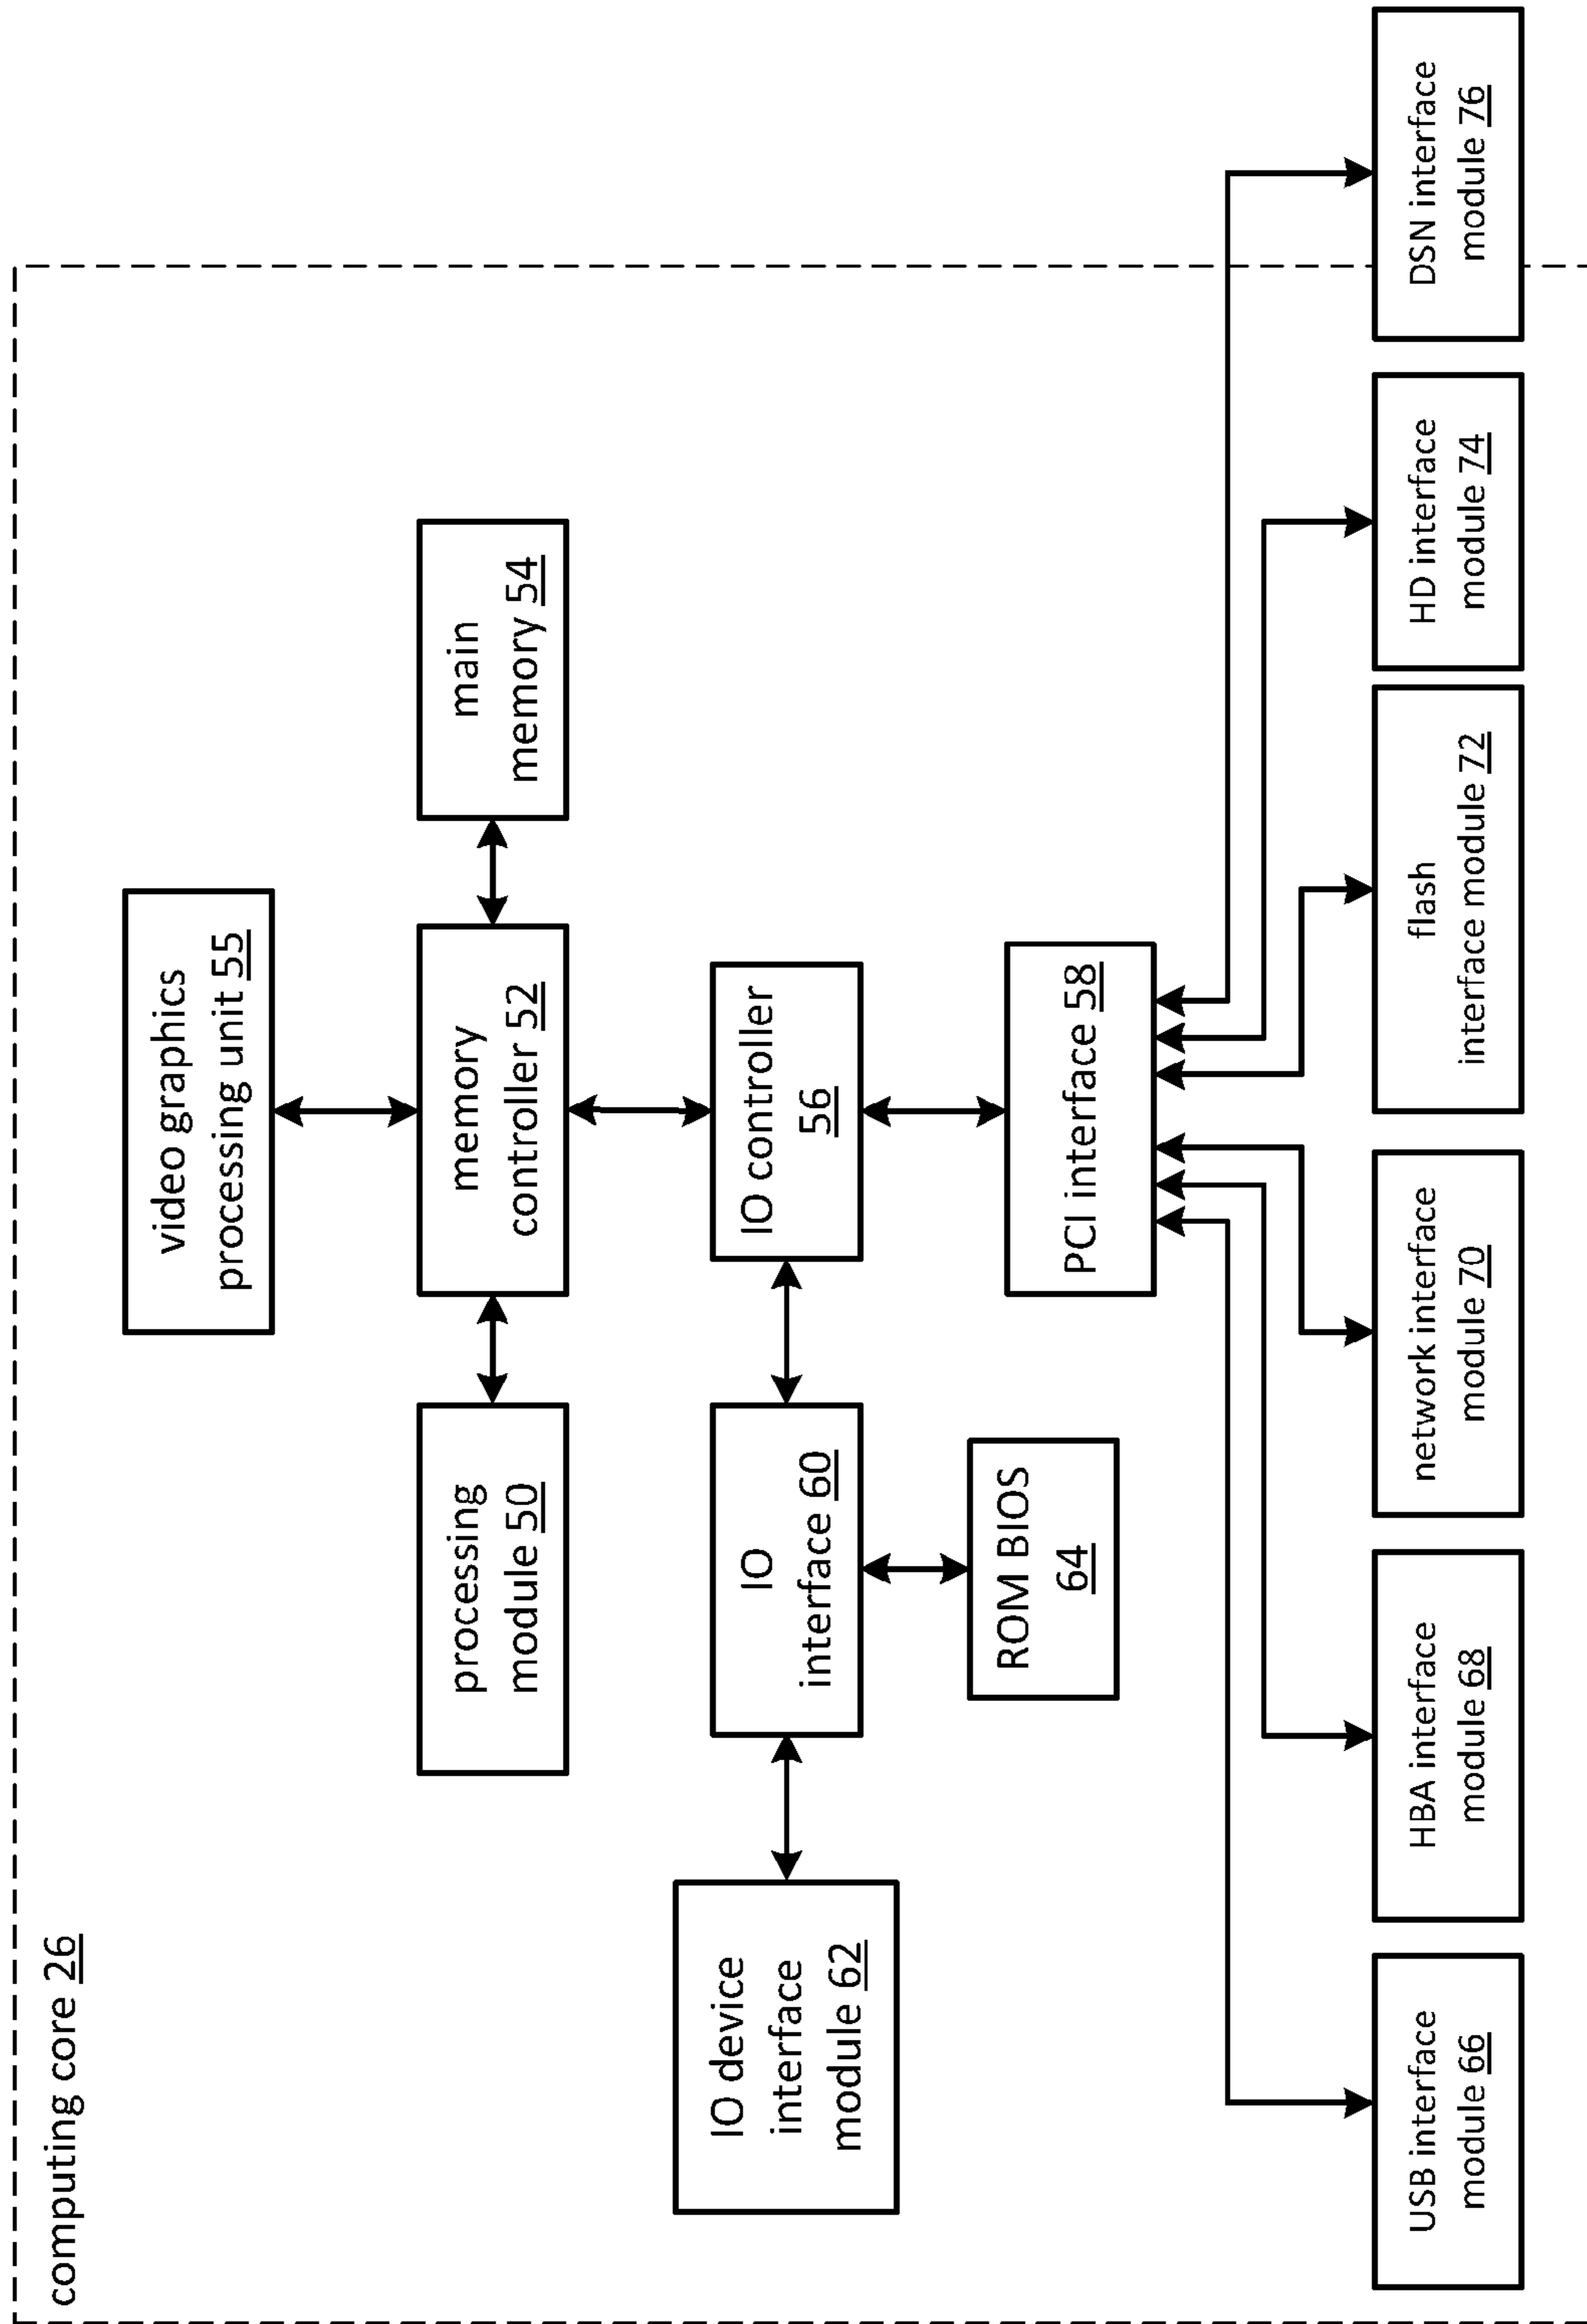 computing core 26
video graphics
processing unit 55
processing
module 50
memory
controller 52
main
memory 54
IO device
interface
module 62
IO
interface 60
IO controller
56
ROM BIOS
64
PCI interface 58
USB interface
module 66
HBA interface
module 68
network interface
module 70
flash
interface module 72
HD interface
module 74
DSN interface
module 76